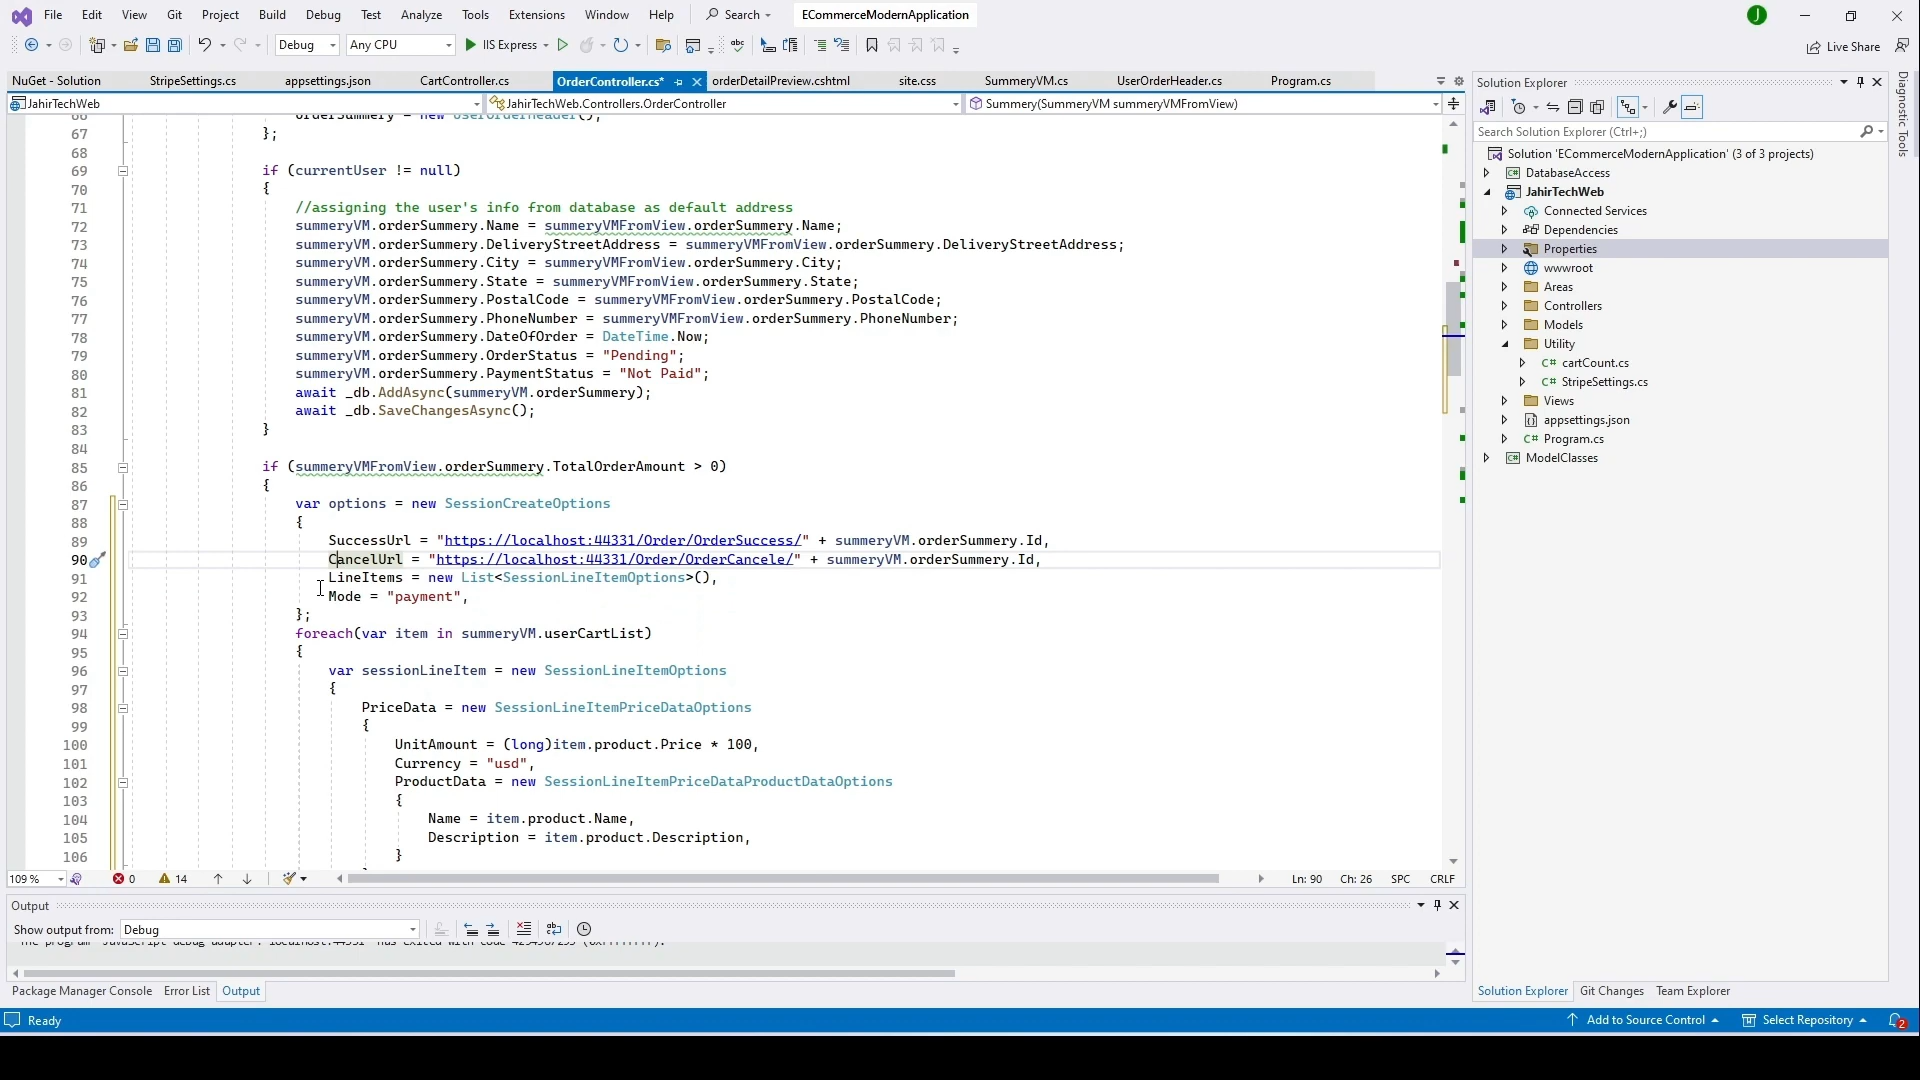 File Edit View Git Project Build Debug Test Analyze Tools Extensions Window Help Search ECommerceModernApplication J
Debug Any CPU IIS Express Live Share
NuGet - Solution StripeSettings.cs appsettings.json CartController.cs OrderController.cs* orderDetailPreview.cshtml site.css SummeryVM.cs UserOrderHeader.cs Program.cs
JahirTechWeb JahirTechWeb.Controllers.OrderController Summery(SummeryVM summeryVMFromView)
66 orderSummery = new UserOrderHeader();
67 };
68
69 if (currentUser != null)
70 {
71 //assigning the user's info from database as default address
72 summeryVM.orderSummery.Name = summeryVMFromView.orderSummery.Name;
73 summeryVM.orderSummery.DeliveryStreetAddress = summeryVMFromView.orderSummery.DeliveryStreetAddress;
74 summeryVM.orderSummery.City = summeryVMFromView.orderSummery.City;
75 summeryVM.orderSummery.State = summeryVMFromView.orderSummery.State;
76 summeryVM.orderSummery.PostalCode = summeryVMFromView.orderSummery.PostalCode;
77 summeryVM.orderSummery.PhoneNumber = summeryVMFromView.orderSummery.PhoneNumber;
78 summeryVM.orderSummery.DateOfOrder = DateTime.Now;
79 summeryVM.orderSummery.OrderStatus = "Pending";
80 summeryVM.orderSummery.PaymentStatus = "Not Paid";
81 await _db.AddAsync(summeryVM.orderSummery);
82 await _db.SaveChangesAsync();
83 }
84
85 if (summeryVMFromView.orderSummery.TotalOrderAmount > 0)
86 {
87 var options = new SessionCreateOptions
88 {
89 SuccessUrl = "https://localhost:44331/Order/OrderSuccess/" + summeryVM.orderSummery.Id,
90 CancelUrl = "https://localhost:44331/Order/OrderCancele/" + summeryVM.orderSummery.Id,
91 LineItems = new List<SessionLineItemOptions>(),
92 Mode = "payment",
93 };
94 foreach(var item in summeryVM.userCartList)
95 {
96 var sessionLineItem = new SessionLineItemOptions
97 {
98 PriceData = new SessionLineItemPriceDataOptions
99 {
100 UnitAmount = (long)item.product.Price * 100,
101 Currency = "usd",
102 ProductData = new SessionLineItemPriceDataProductDataOptions
103 {
104 Name = item.product.Name,
105 Description = item.product.Description,
106 }
109 % 0 14 Ln: 90 Ch: 26 SPC CRLF
Output
Show output from: Debug
Package Manager Console Error List Output
Solution Explorer
Search Solution Explorer (Ctrl+;)
Solution 'ECommerceModernApplication' (3 of 3 projects)
DatabaseAccess
JahirTechWeb
Connected Services
Dependencies
Properties
wwwroot
Areas
Controllers
Models
Utility
C# cartCount.cs
C# StripeSettings.cs
Views
appsettings.json
C# Program.cs
ModelClasses
Solution Explorer Git Changes Team Explorer
Diagnostic Tools
Ready Add to Source Control Select Repository 2